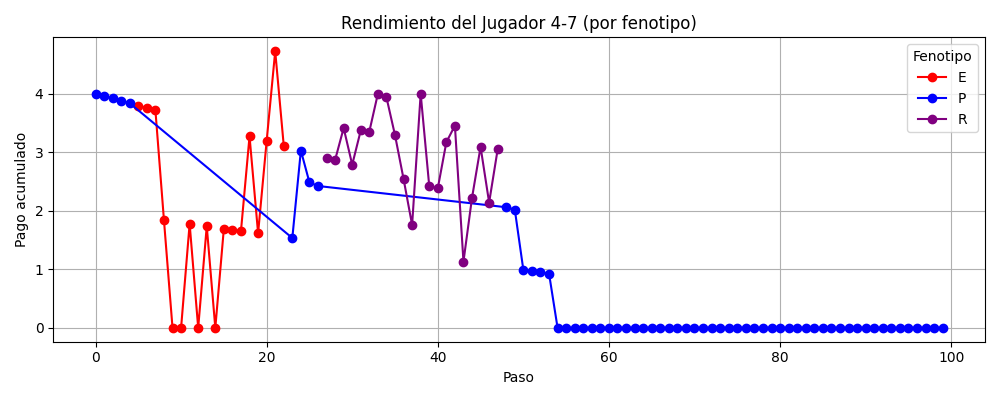 Rendimiento del Jugador 4-7 (por fenotipo)
Fenotipo
E
P
R
Pago acumulado
4
3
2
1
0
0 20 40 60 80 100
Paso